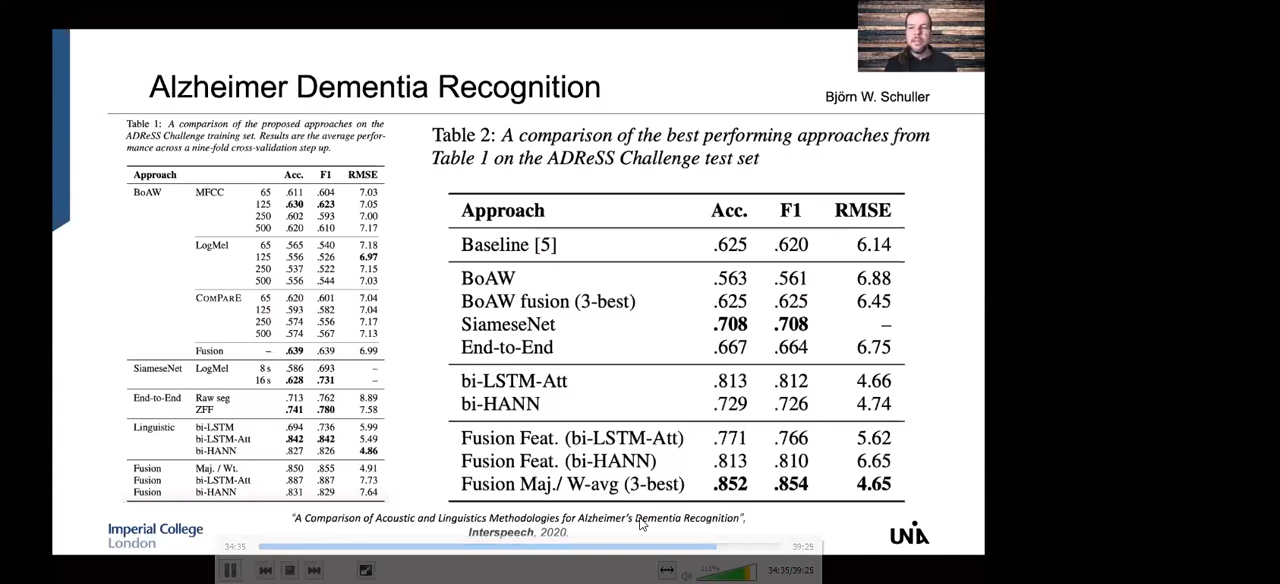 Alzheimer Dementia Recognition
Björn W. Schuller
Table 1: A comparison of the proposed approaches on the
ADReSS Challenge training set. Results are the average perfor-
mance across a nine-fold cross-validation step up.
Approach Acc. F1 RMSE
BoAW MFCC 65 .611 .604 7.03
125 .630 .623 7.05
250 .602 .593 7.00
500 .620 .610 7.17
LogMel 65 .565 .540 7.18
125 .556 .526 6.97
250 .537 .522 7.15
500 .556 .544 7.03
COMPARE 65 .620 .601 7.04
125 .593 .582 7.04
250 .574 .556 7.17
500 .574 .567 7.13
Fusion – .639 .639 6.99
SiameseNet LogMel 8 s .586 .693 –
16 s .628 .731 –
End-to-End Raw seg .713 .762 8.89
ZFF .741 .780 7.58
Linguistic bi-LSTM .694 .736 5.99
bi-LSTM-Att .842 .842 5.49
bi-HANN .827 .826 4.86
Fusion Maj. / Wt. .850 .855 4.91
Fusion bi-LSTM-Att .887 .887 7.73
Fusion bi-HANN .831 .829 7.64
Table 2: A comparison of the best performing approaches from
Table 1 on the ADReSS Challenge test set
Approach Acc. F1 RMSE
Baseline [5] .625 .620 6.14
BoAW .563 .561 6.88
BoAW fusion (3-best) .625 .625 6.45
SiameseNet .708 .708 –
End-to-End .667 .664 6.75
bi-LSTM-Att .813 .812 4.66
bi-HANN .729 .726 4.74
Fusion Feat. (bi-LSTM-Att) .771 .766 5.62
Fusion Feat. (bi-HANN) .813 .810 6.65
Fusion Maj./ W-avg (3-best) .852 .854 4.65
"A Comparison of Acoustic and Linguistics Methodologies for Alzheimer's Dementia Recognition",
Interspeech, 2020.
Imperial College
London
UNIA
34:35
39:25
111%
34:35/39:25